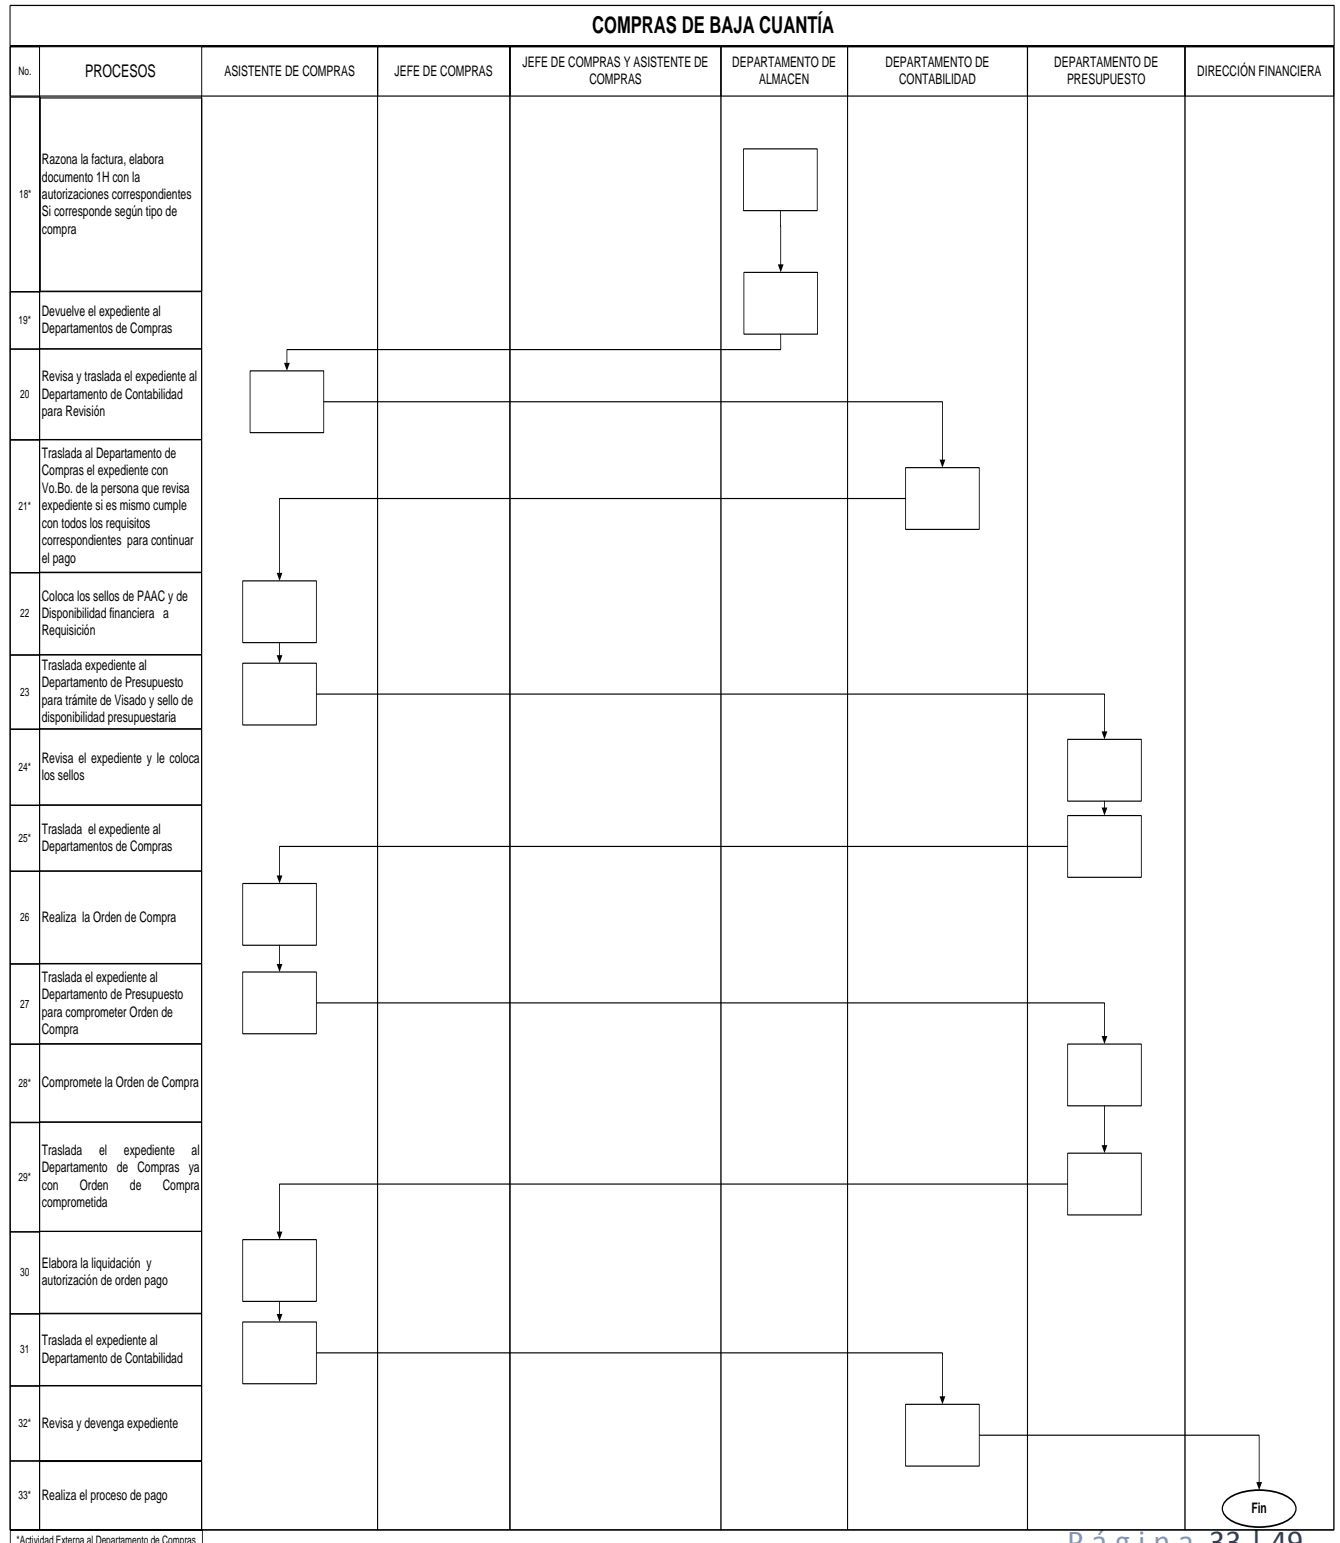 COMPRAS DE BAJA CUANTÍA
No.
PROCESOS
ASISTENTE DE COMPRAS
JEFE DE COMPRAS
JEFE DE COMPRAS Y ASISTENTE DE
COMPRAS
DEPARTAMENTO DE
ALMACEN
DEPARTAMENTO DE
CONTABILIDAD
DEPARTAMENTO DE
PRESUPUESTO
DIRECCIÓN FINANCIERA
18*
Razona la factura, elabora
documento 1H con la
autorizaciones correspondientes
Si corresponde según tipo de
compra
19*
Devuelve el expediente al
Departamentos de Compras
20
Revisa y traslada el expediente al
Departamento de Contabilidad
para Revisión
21*
Traslada al Departamento de
Compras el expediente con
Vo.Bo. de la persona que revisa
expediente si es mismo cumple
con todos los requisitos
correspondientes para continuar
el pago
22
Coloca los sellos de PAAC y de
Disponibilidad financiera a
Requisición
23
Traslada expediente al
Departamento de Presupuesto
para trámite de Visado y sello de
disponibilidad presupuestaria
24*
Revisa el expediente y le coloca
los sellos
25*
Traslada el expediente al
Departamentos de Compras
26
Realiza la Orden de Compra
27
Traslada el expediente al
Departamento de Presupuesto
para comprometer Orden de
Compra
28*
Compromete la Orden de Compra
29*
Traslada el expediente al
Departamento de Compras ya
con Orden de Compra
comprometida
30
Elabora la liquidación y
autorización de orden pago
31
Traslada el expediente al
Departamento de Contabilidad
32*
Revisa y devenga expediente
33*
Realiza el proceso de pago
Fin
*Actividad Externa al Departamento de Compras
Página 33 | 49